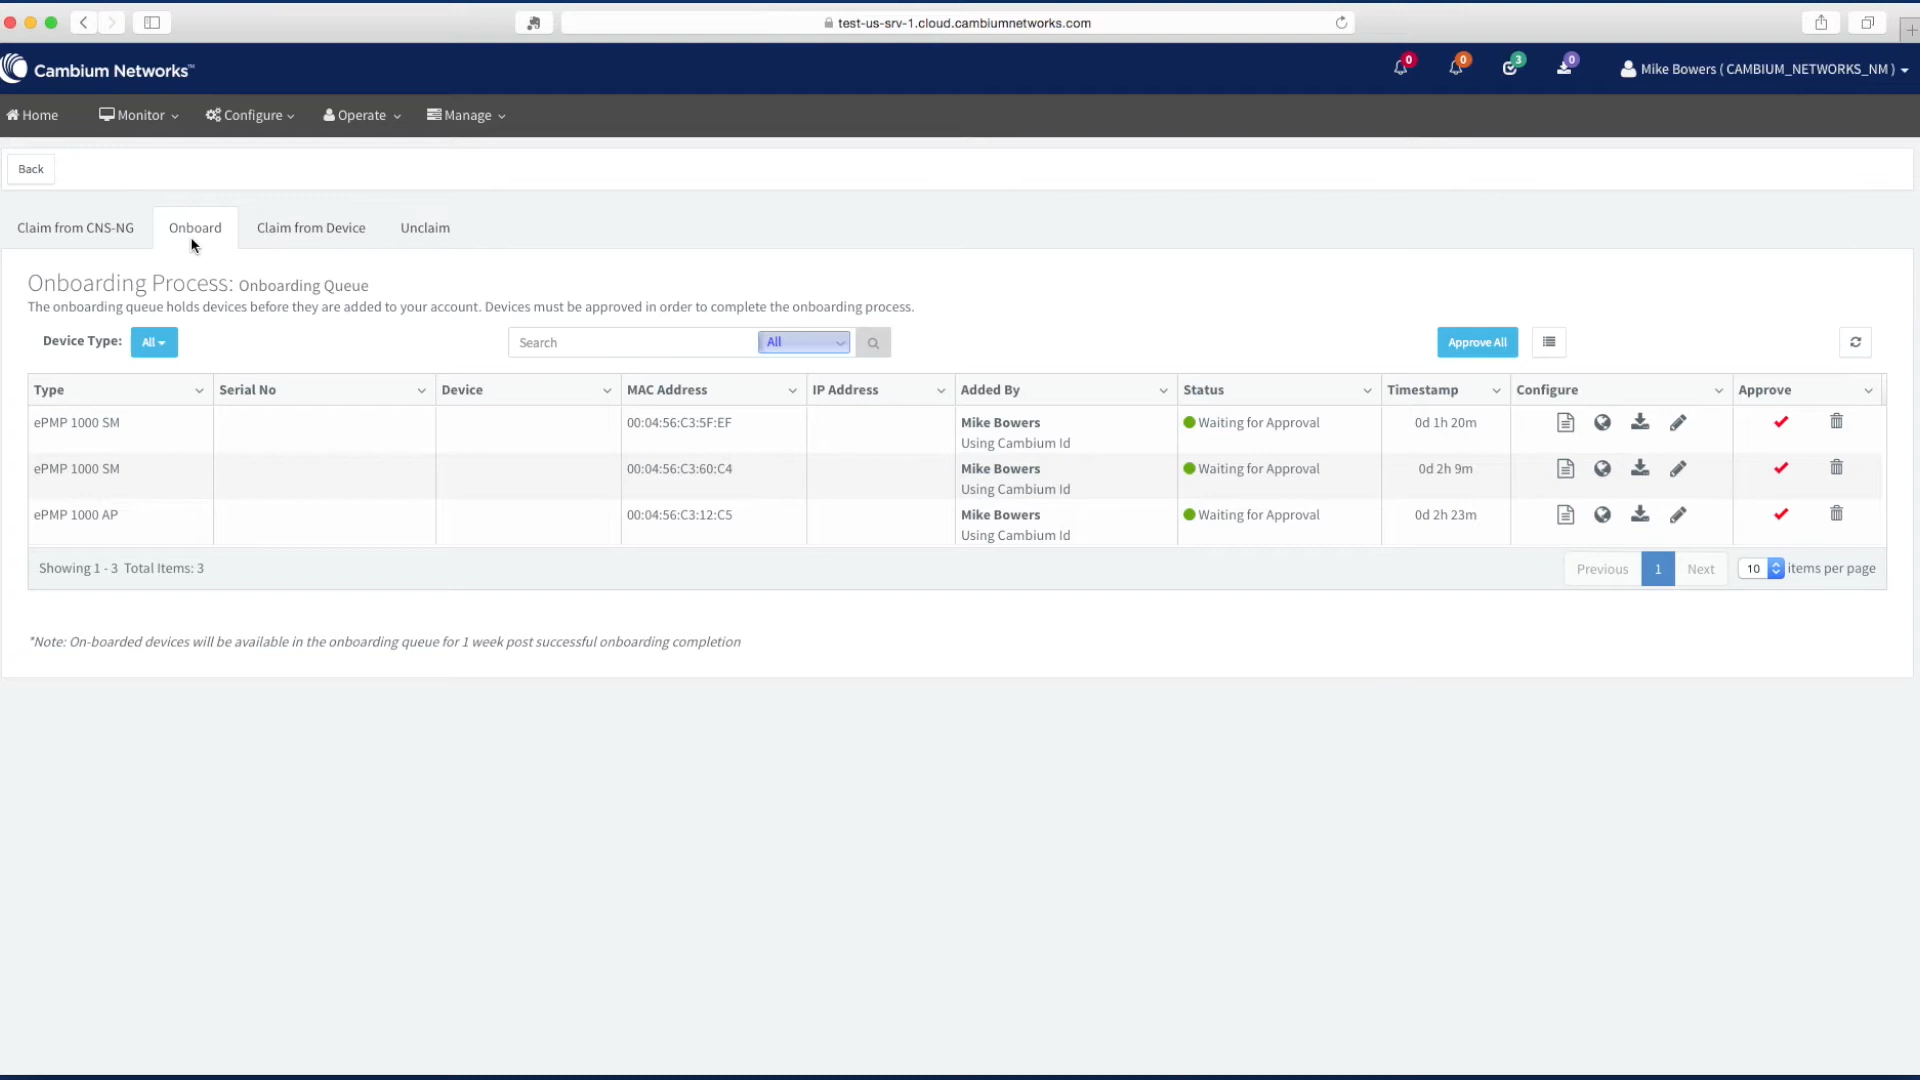 test-us-srv-1.cloud.cambiumnetworks.com
Cambium Networks™ 0 0 3 0 Mike Bowers ( CAMBIUM_NETWORKS_NM )
Home Monitor Configure Operate Manage
Back
Claim from CNS-NG Onboard Claim from Device Unclaim
Onboarding Process: Onboarding Queue
The onboarding queue holds devices before they are added to your account. Devices must be approved in order to complete the onboarding process.
Device Type: All Search All Approve All
Type Serial No Device MAC Address IP Address Added By Status Timestamp Configure Approve
ePMP 1000 SM 00:04:56:C3:5F:EF Mike Bowers Waiting for Approval 0d 1h 20m
Using Cambium Id
ePMP 1000 SM 00:04:56:C3:60:C4 Mike Bowers Waiting for Approval 0d 2h 9m
Using Cambium Id
ePMP 1000 AP 00:04:56:C3:12:C5 Mike Bowers Waiting for Approval 0d 2h 23m
Using Cambium Id
Showing 1 - 3 Total Items: 3 Previous 1 Next 10 items per page
*Note: On-boarded devices will be available in the onboarding queue for 1 week post successful onboarding completion